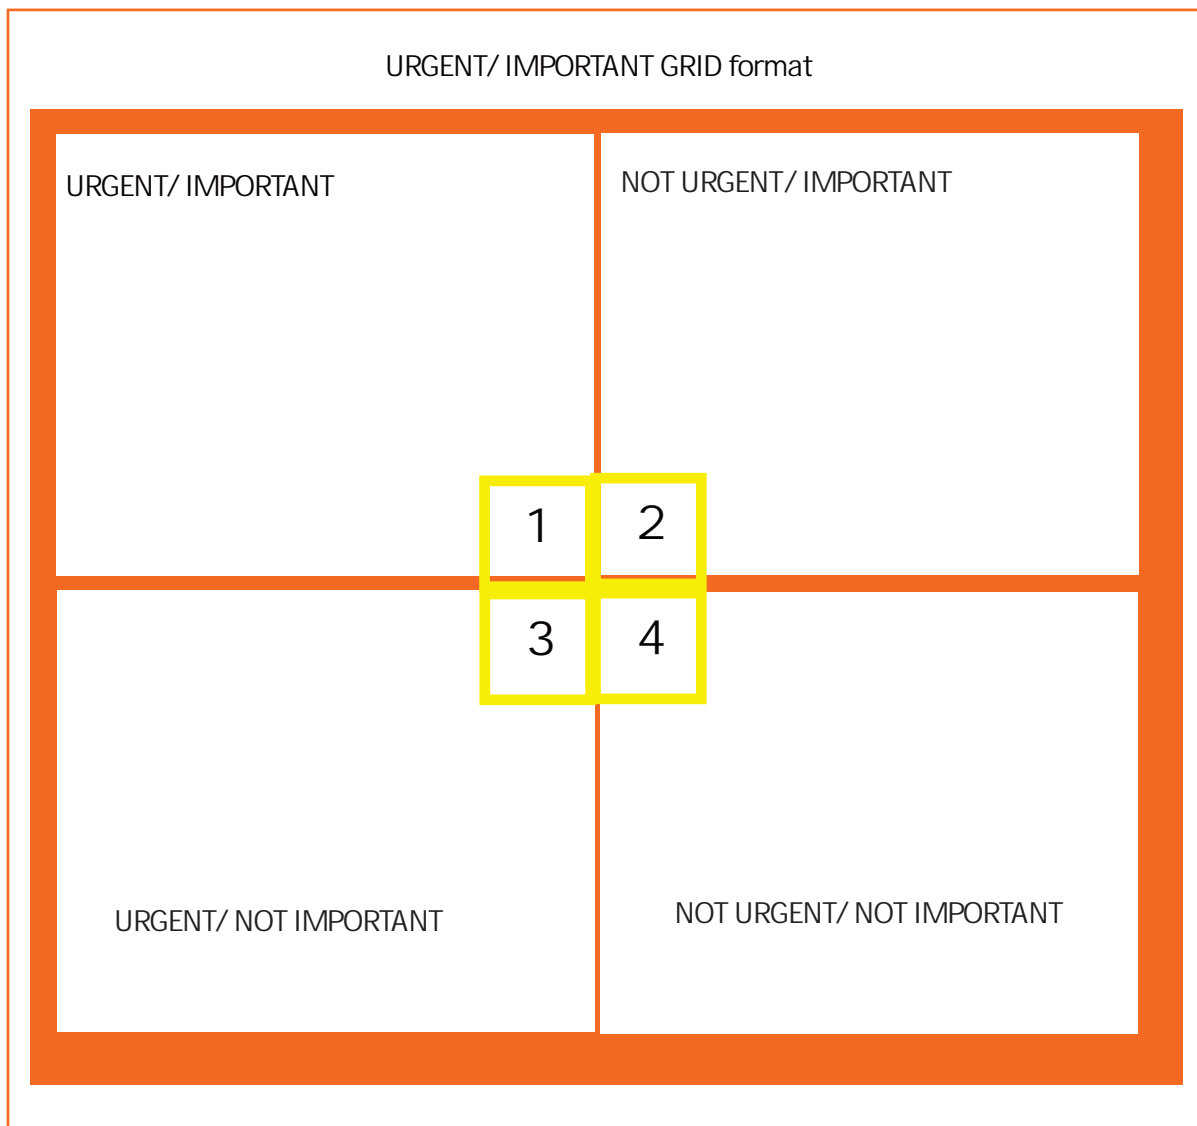 URGENT/ IMPORTANT GRID format
URGENT/ IMPORTANT
NOT URGENT/ IMPORTANT
1
2
3
4
URGENT/ NOT IMPORTANT
NOT URGENT/ NOT IMPORTANT